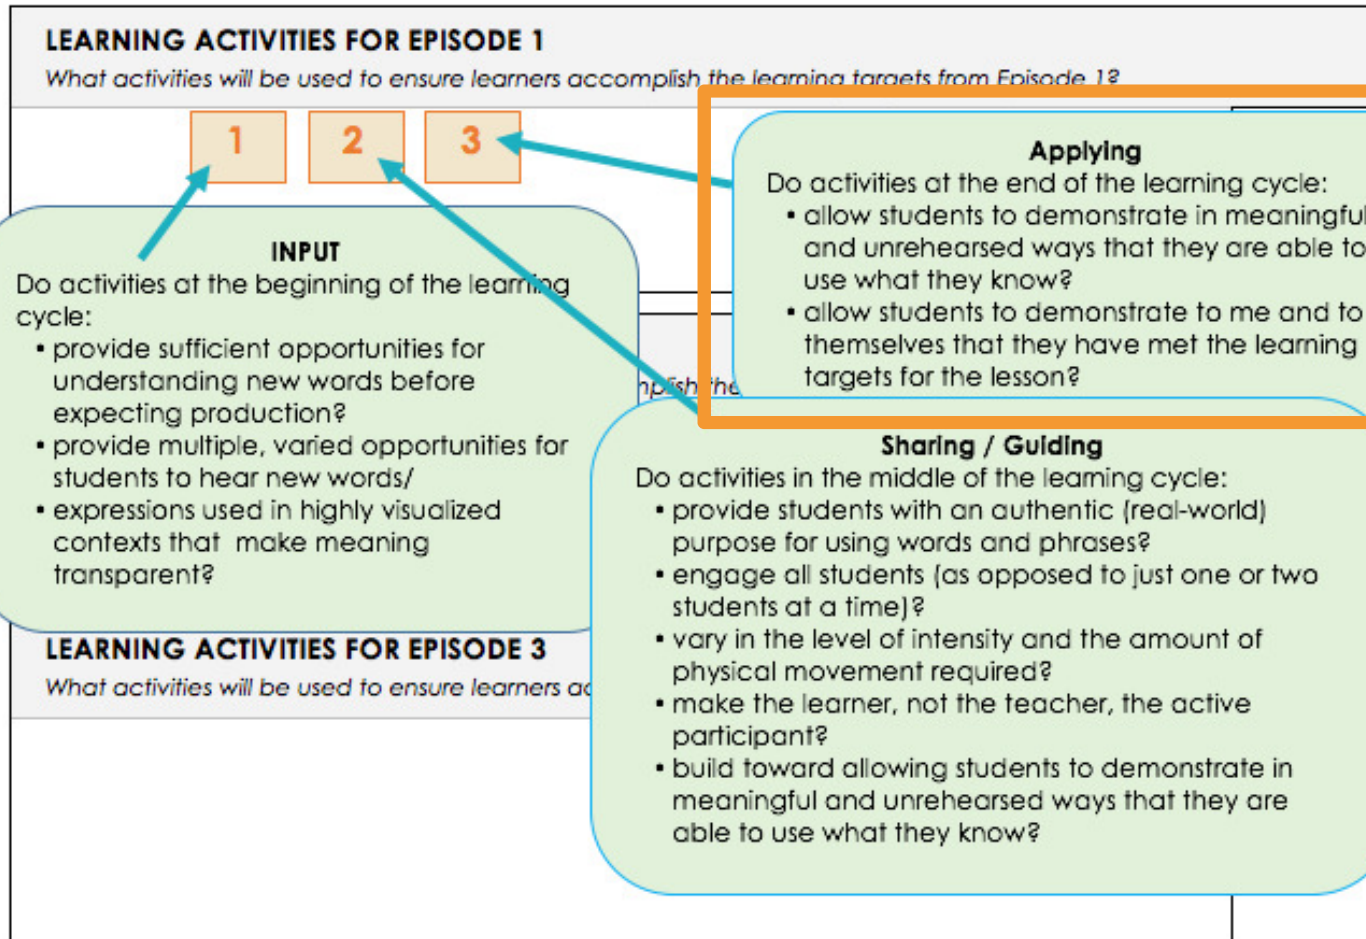 LEARNING ACTIVITIES FOR EPISODE 1
What activities will be used to ensure learners accomplish the learning targets from Episode 1?
1 2 3
Applying
Do activities at the end of the learning cycle:
▪ allow students to demonstrate in meaningful
and unrehearsed ways that they are able to
use what they know?
▪ allow students to demonstrate to me and to
themselves that they have met the learning
targets for the lesson?
INPUT
Do activities at the beginning of the learning
cycle:
▪ provide sufficient opportunities for
understanding new words before
expecting production?
▪ provide multiple, varied opportunities for
students to hear new words/
▪ expressions used in highly visualized
contexts that make meaning
transparent?
the
Sharing / Guiding
Do activities in the middle of the learning cycle:
▪ provide students with an authentic (real-world)
purpose for using words and phrases?
▪ engage all students (as opposed to just one or two
students at a time)?
▪ vary in the level of intensity and the amount of
physical movement required?
▪ make the learner, not the teacher, the active
participant?
▪ build toward allowing students to demonstrate in
meaningful and unrehearsed ways that they are
able to use what they know?
LEARNING ACTIVITIES FOR EPISODE 3
What activities will be used to ensure learners